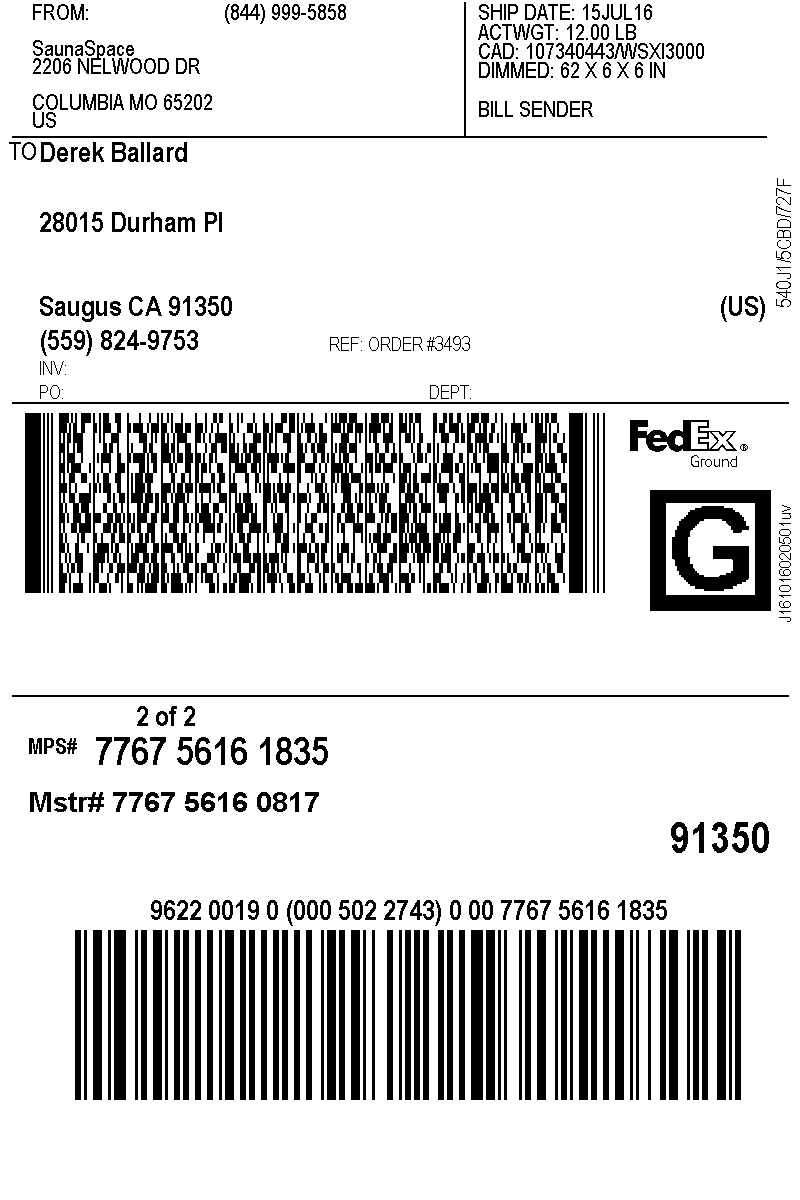 FROM: (844) 999-5858
SaunaSpace
2206 NELWOOD DR
COLUMBIA MO 65202
US
SHIP DATE: 15JUL16
ACTWGT: 12.00 LB
CAD: 107340443/WSXI3000
DIMMED: 62 X 6 X 6 IN
BILL SENDER
TO Derek Ballard
28015 Durham Pl
Saugus CA 91350 (US)
(559) 824-9753 REF: ORDER #3493
INV:
PO: DEPT:
540J1/5CBD/727F
FedEx®
Ground
G
J161016020501uv
2 of 2
MPS# 7767 5616 1835
Mstr# 7767 5616 0817
91350
9622 0019 0 (000 502 2743) 0 00 7767 5616 1835